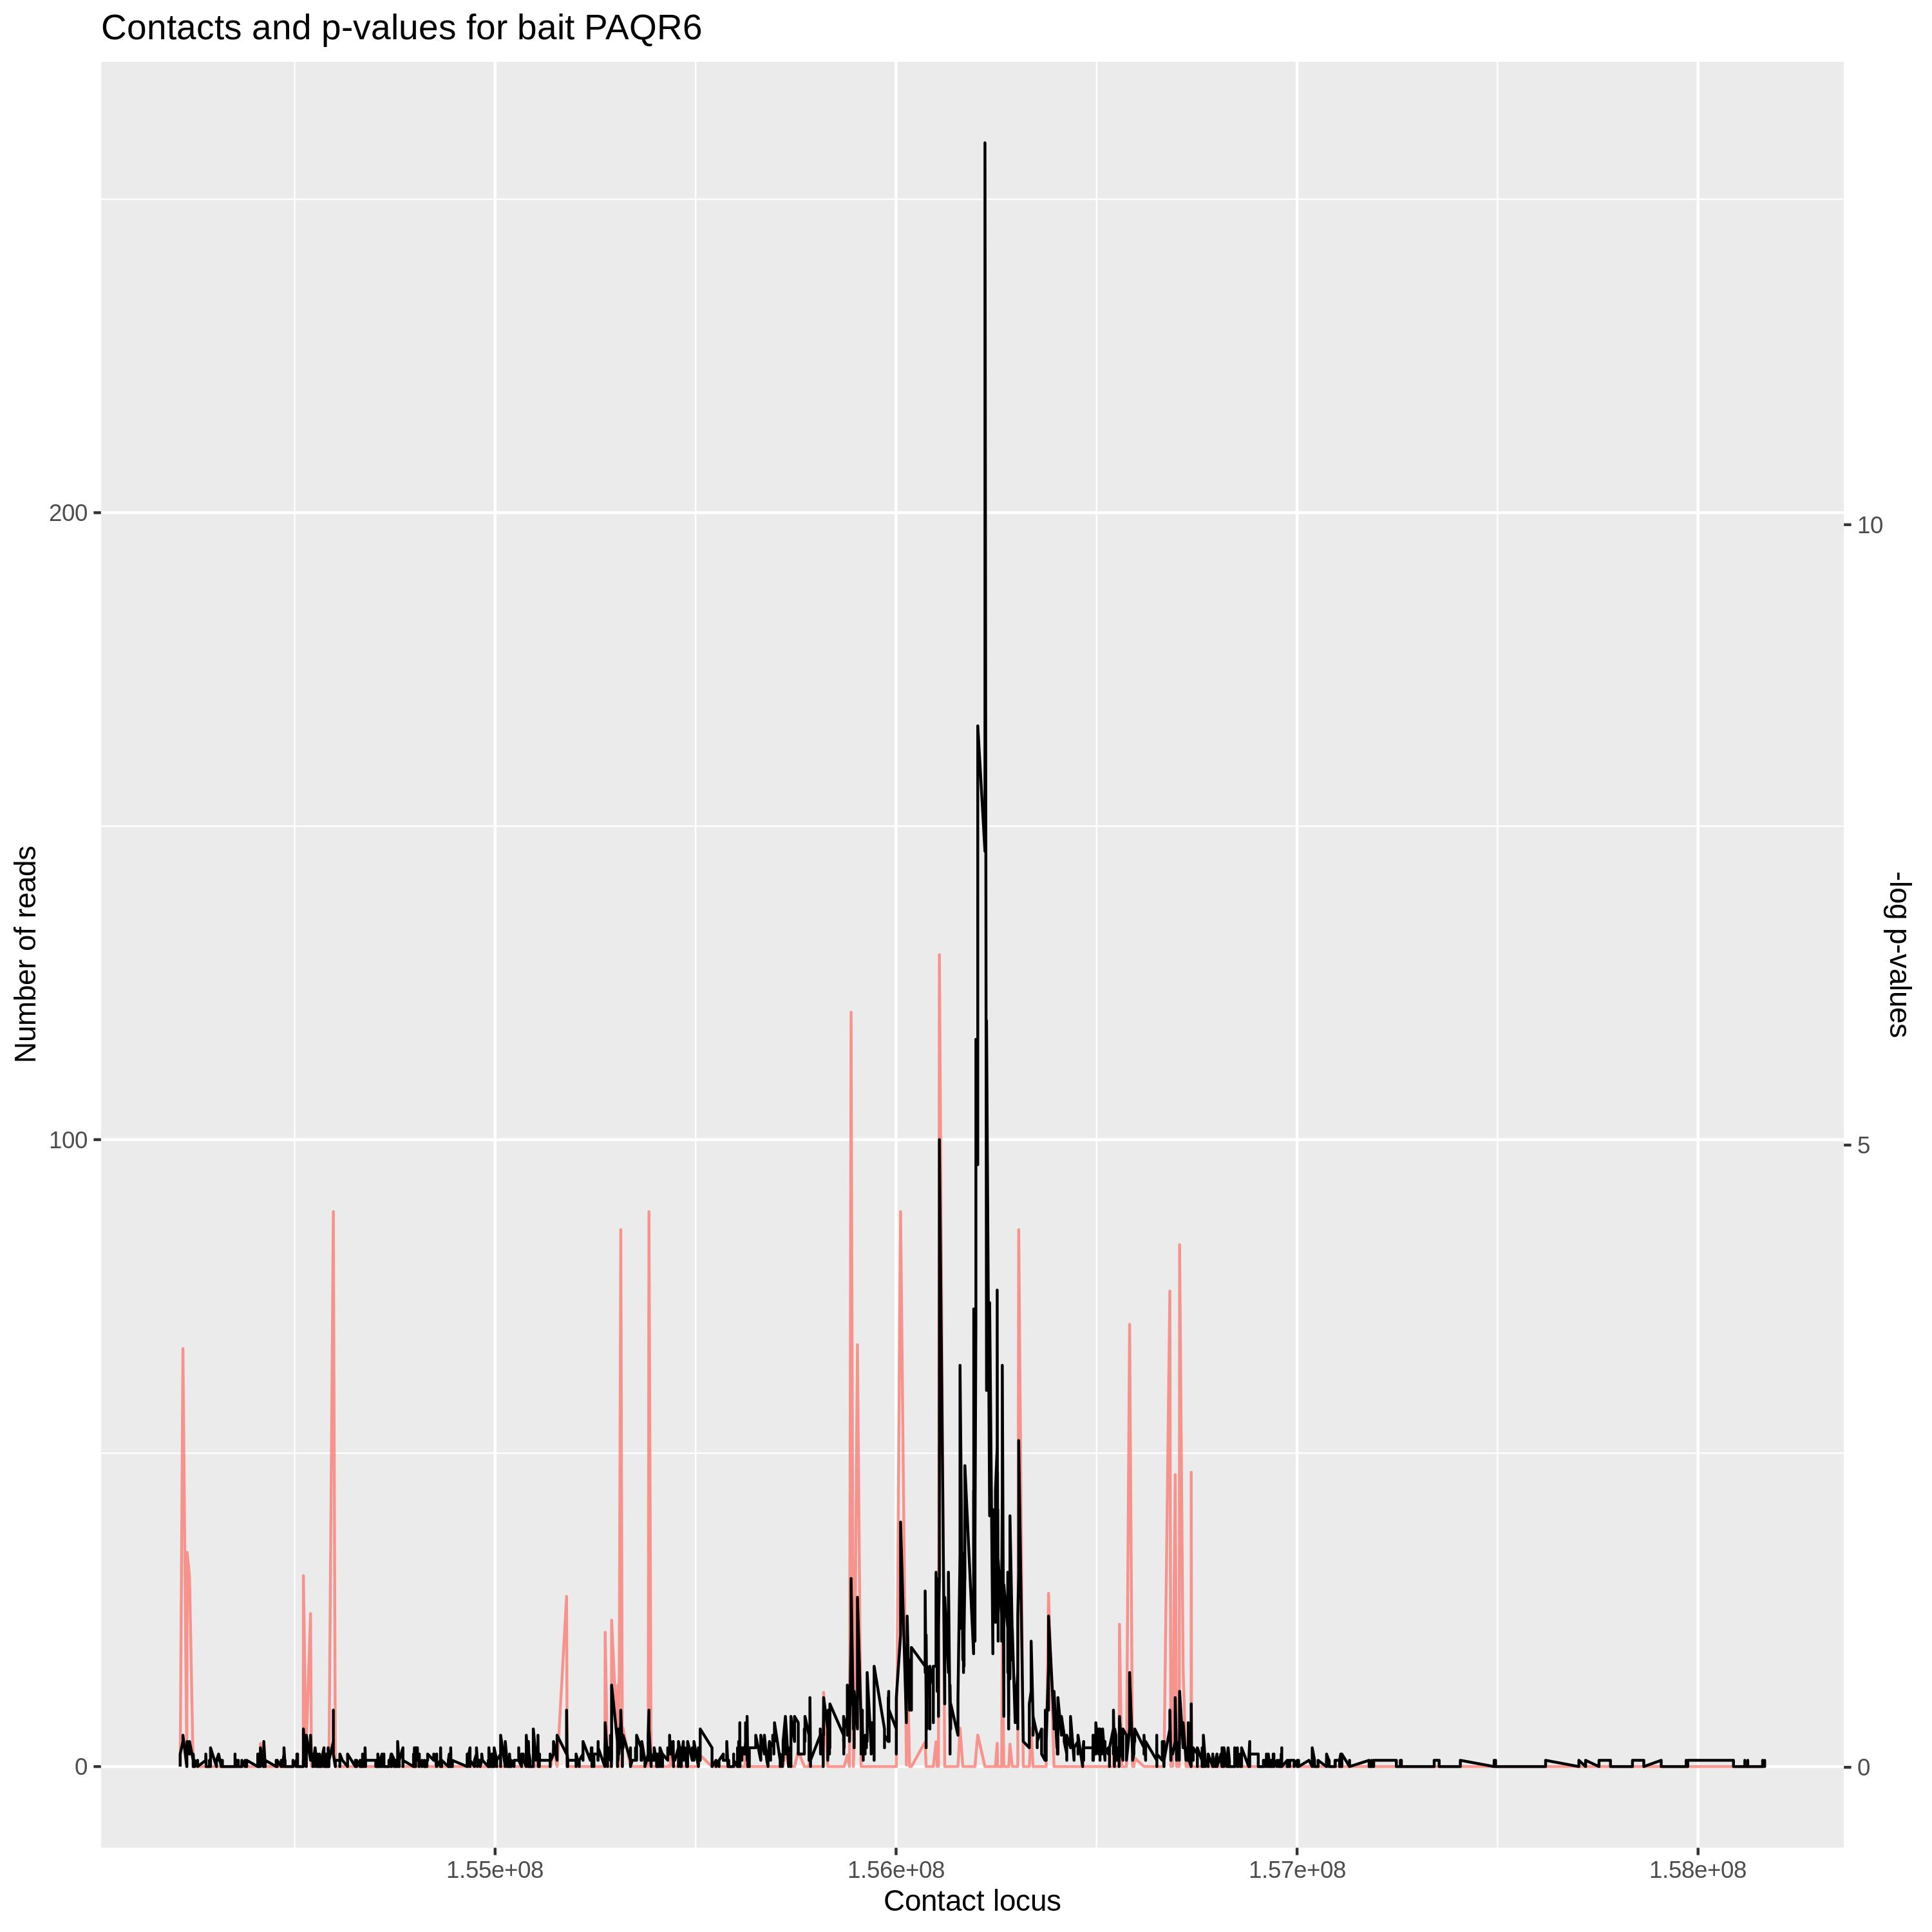 Contacts and p-values for bait PAQR6
Number of reads
200
100
0
10
5
0
-log p-values
1.55e+08
1.56e+08
1.57e+08
1.58e+08
Contact locus